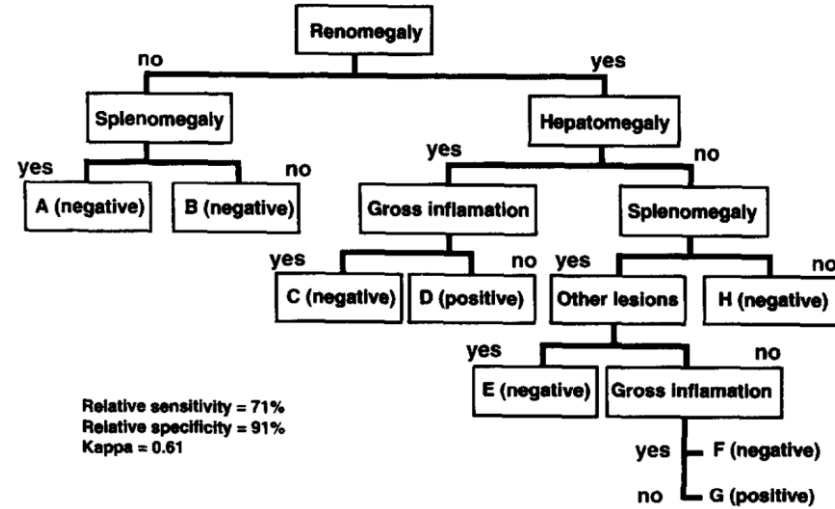 Renomegaly
no
yes
Splenomegaly
Hepatomegaly
yes
no
yes
no
A (negative)
B (negative)
Gross inflamation
Splenomegaly
yes
no
yes
no
C (negative)
D (positive)
Other lesions
H (negative)
yes
no
E (negative)
Gross inflamation
Relative sensitivity = 71%
Relative specificity = 91%
Kappa = 0.61
yes
F (negative)
no
G (positive)